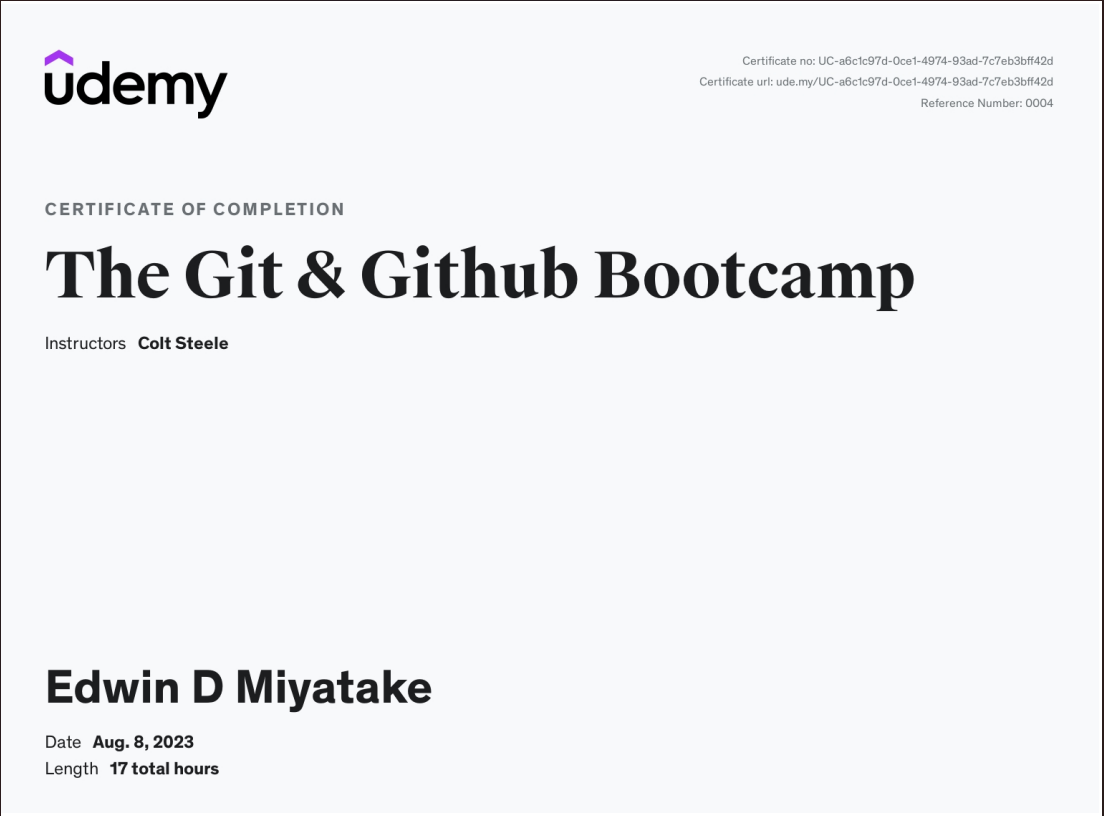 udemy
Certificate no: UC-a6c1c97d-0ce1-4974-93ad-7c7eb3bff42d
Certificate url: ude.my/UC-a6c1c97d-0ce1-4974-93ad-7c7eb3bff42d
Reference Number: 0004
CERTIFICATE OF COMPLETION
The Git & Github Bootcamp
Instructors Colt Steele
Edwin D Miyatake
Date Aug. 8, 2023
Length 17 total hours